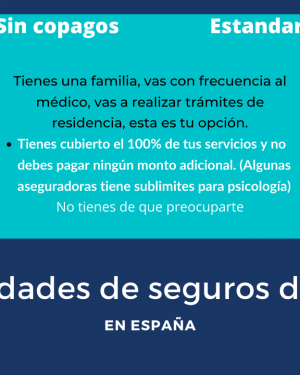 Sin copagos Estandar
Tienes una familia, vas con frecuencia al
médico, vas a realizar trámites de
residencia, esta es tu opción.
Tienes cubierto el 100% de tus servicios y no
debes pagar ningún monto adicional. (Algunas
aseguradoras tiene sublimites para psicología)
No tienes de que preocuparte
dades de seguros d
EN ESPAÑA